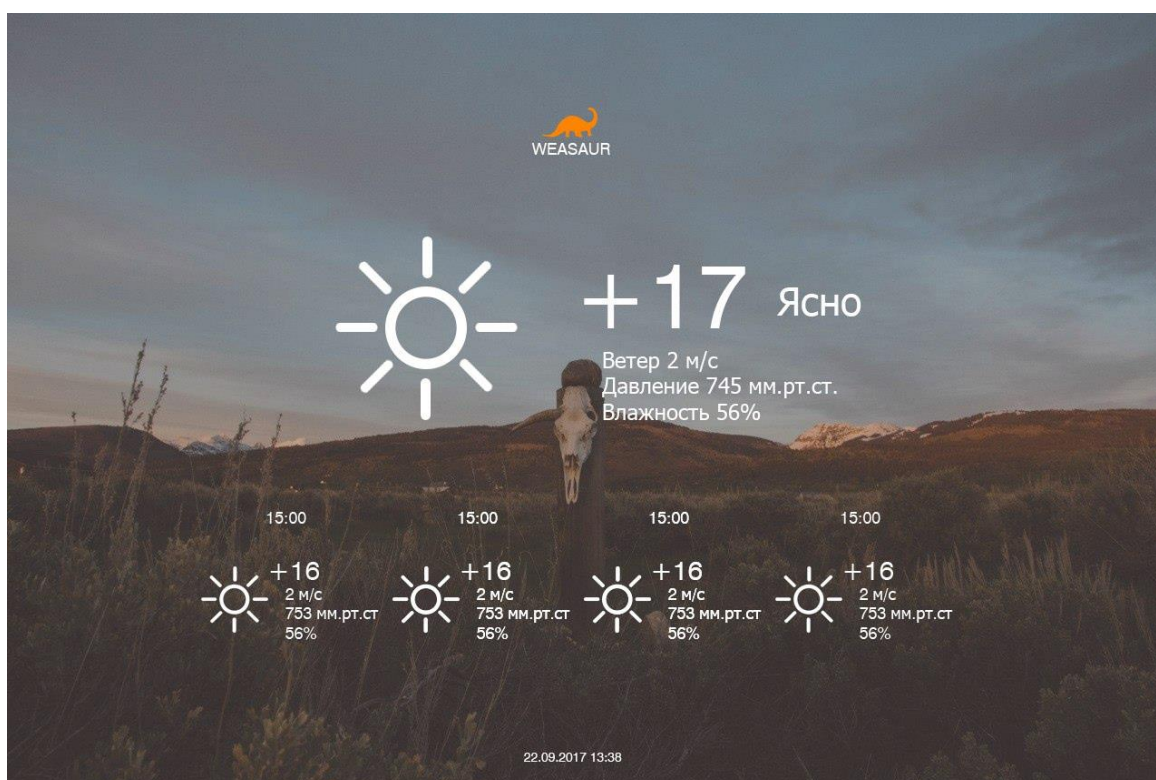 WEASAUR
+17 Ясно
Ветер 2 м/с
Давление 745 мм.рт.ст.
Влажность 56%
15:00 15:00 15:00 15:00
+16 +16 +16 +16
2 м/с 2 м/с 2 м/с 2 м/с
753 мм.рт.ст 753 мм.рт.ст 753 мм.рт.ст 753 мм.рт.ст
56% 56% 56% 56%
22.09.2017 13:38